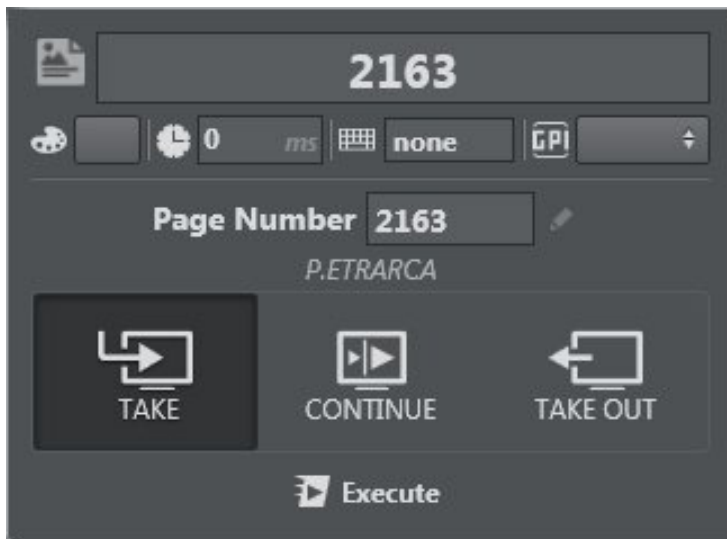 2163
0 ms none GPI
Page Number 2163
P.ETRARCA
TAKE CONTINUE TAKE OUT
Execute